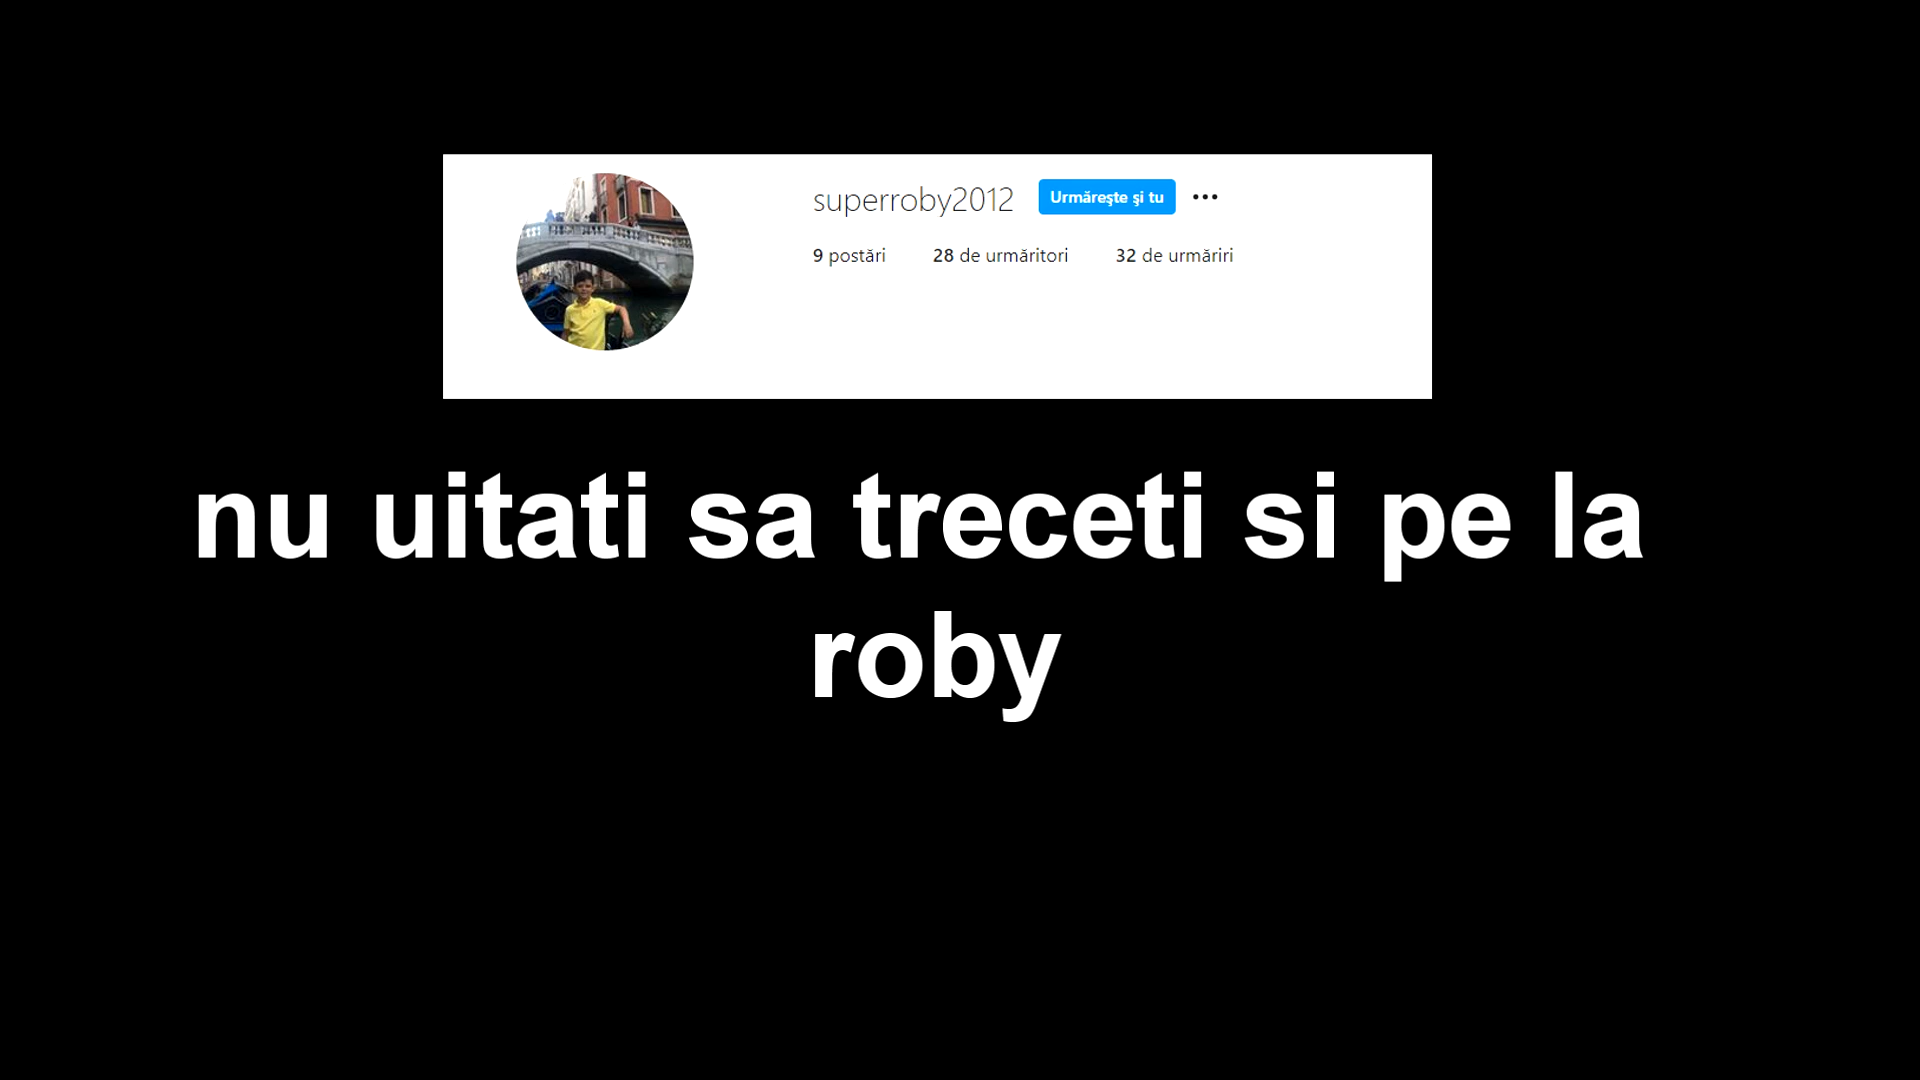 superroby2012 Urmărește și tu
9 postări 28 de urmăritori 32 de urmăriri
nu uitati sa treceti si pe la
roby